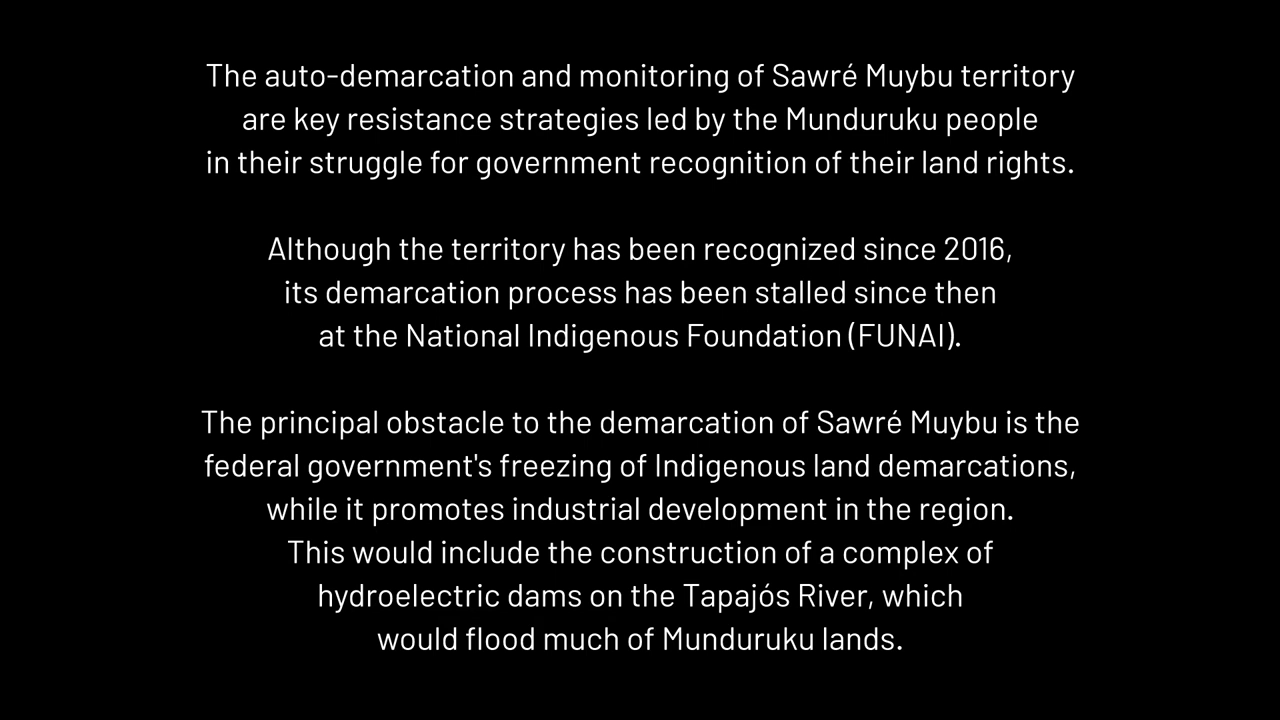 The auto-demarcation and monitoring of Sawré Muybu territory
are key resistance strategies led by the Munduruku people
in their struggle for government recognition of their land rights.
Although the territory has been recognized since 2016,
its demarcation process has been stalled since then
at the National Indigenous Foundation (FUNAI).
The principal obstacle to the demarcation of Sawré Muybu is the
federal government's freezing of Indigenous land demarcations,
while it promotes industrial development in the region.
This would include the construction of a complex of
hydroelectric dams on the Tapajós River, which
would flood much of Munduruku lands.